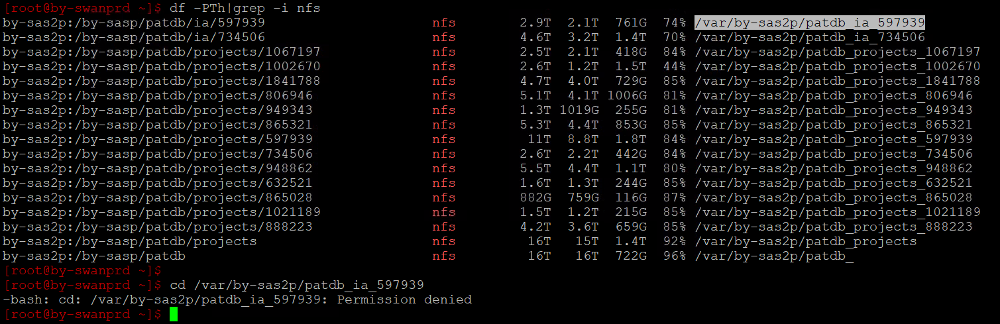 [root@by-swanprd ~]$ df -PTh|grep -i nfs
by-sas2p:/by-sasp/patdb/ia/597939 nfs 2.9T 2.1T 761G 74% /var/by-sas2p/patdb_ia_597939
by-sas2p:/by-sasp/patdb/ia/734506 nfs 4.6T 3.2T 1.4T 70% /var/by-sas2p/patdb_ia_734506
by-sas2p:/by-sasp/patdb/projects/1067197 nfs 2.5T 2.1T 418G 84% /var/by-sas2p/patdb_projects_1067197
by-sas2p:/by-sasp/patdb/projects/1002670 nfs 2.6T 1.2T 1.5T 44% /var/by-sas2p/patdb_projects_1002670
by-sas2p:/by-sasp/patdb/projects/1841788 nfs 4.7T 4.0T 729G 85% /var/by-sas2p/patdb_projects_1841788
by-sas2p:/by-sasp/patdb/projects/806946 nfs 5.1T 4.1T 1006G 81% /var/by-sas2p/patdb_projects_806946
by-sas2p:/by-sasp/patdb/projects/949343 nfs 1.3T 1019G 255G 81% /var/by-sas2p/patdb_projects_949343
by-sas2p:/by-sasp/patdb/projects/865321 nfs 5.3T 4.4T 853G 85% /var/by-sas2p/patdb_projects_865321
by-sas2p:/by-sasp/patdb/projects/597939 nfs 11T 8.8T 1.8T 84% /var/by-sas2p/patdb_projects_597939
by-sas2p:/by-sasp/patdb/projects/734506 nfs 2.6T 2.2T 442G 84% /var/by-sas2p/patdb_projects_734506
by-sas2p:/by-sasp/patdb/projects/948862 nfs 5.5T 4.4T 1.1T 80% /var/by-sas2p/patdb_projects_948862
by-sas2p:/by-sasp/patdb/projects/632521 nfs 1.6T 1.3T 244G 85% /var/by-sas2p/patdb_projects_632521
by-sas2p:/by-sasp/patdb/projects/865028 nfs 882G 759G 116G 87% /var/by-sas2p/patdb_projects_865028
by-sas2p:/by-sasp/patdb/projects/1021189 nfs 1.5T 1.2T 215G 85% /var/by-sas2p/patdb_projects_1021189
by-sas2p:/by-sasp/patdb/projects/888223 nfs 4.2T 3.6T 659G 85% /var/by-sas2p/patdb_projects_888223
by-sas2p:/by-sasp/patdb/projects nfs 16T 15T 1.4T 92% /var/by-sas2p/patdb_projects
by-sas2p:/by-sasp/patdb nfs 16T 16T 722G 96% /var/by-sas2p/patdb_
[root@by-swanprd ~]$
[root@by-swanprd ~]$ cd /var/by-sas2p/patdb_ia_597939
-bash: cd: /var/by-sas2p/patdb_ia_597939: Permission denied
[root@by-swanprd ~]$